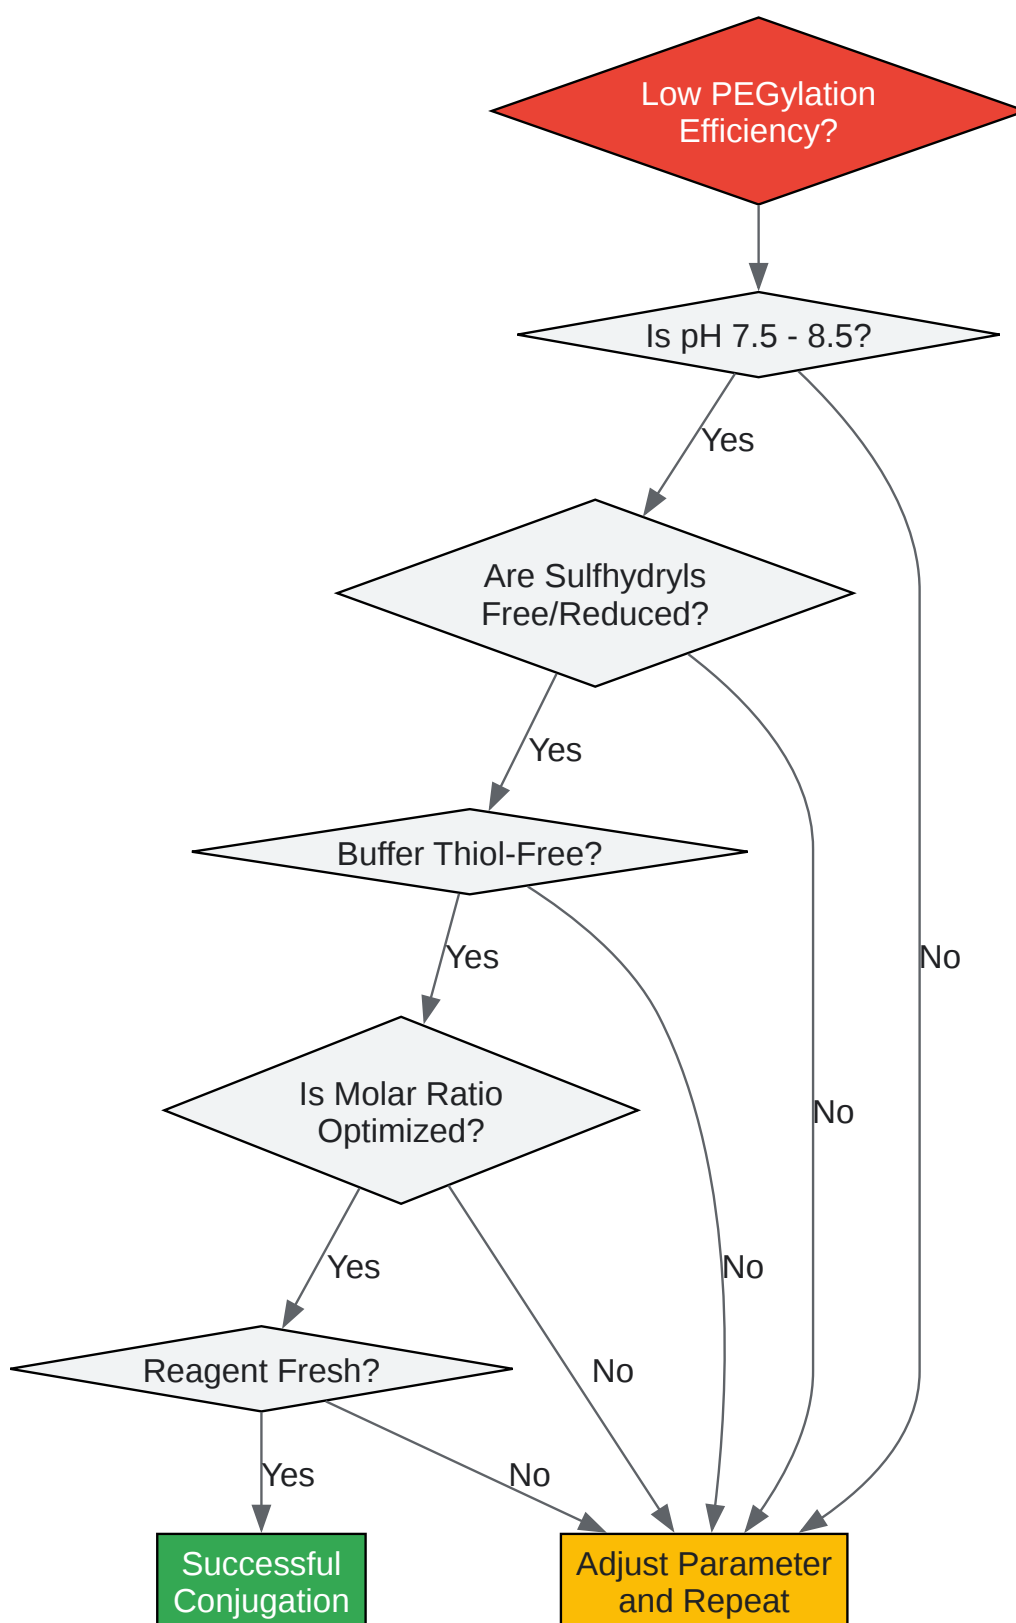 Low PEGylation
Efficiency?
Is pH 7.5 - 8.5?
Yes
Are Sulfhydryls
Free/Reduced?
Yes
Buffer Thiol-Free?
Yes
No
Is Molar Ratio
Optimized?
No
Yes
No
Reagent Fresh?
No
Yes
No
Successful
Conjugation
Adjust Parameter
and Repeat